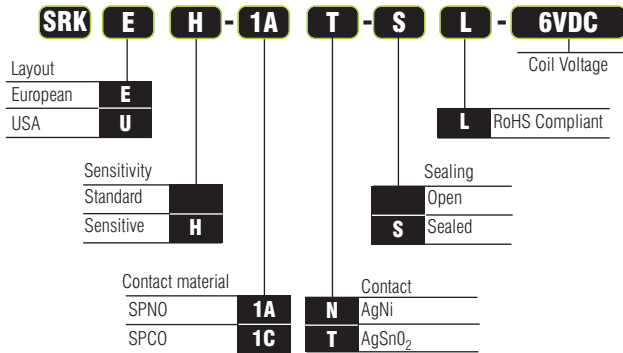 SRK E H - 1A T - S L - 6VDC
Coil Voltage
Layout
European E
USA U
L RoHS Compliant
Sensitivity
Standard
Sensitive H
Sealing
Open
S Sealed
Contact material
SPNO 1A
SPCO 1C
Contact
N AgNi
T AgSnO₂